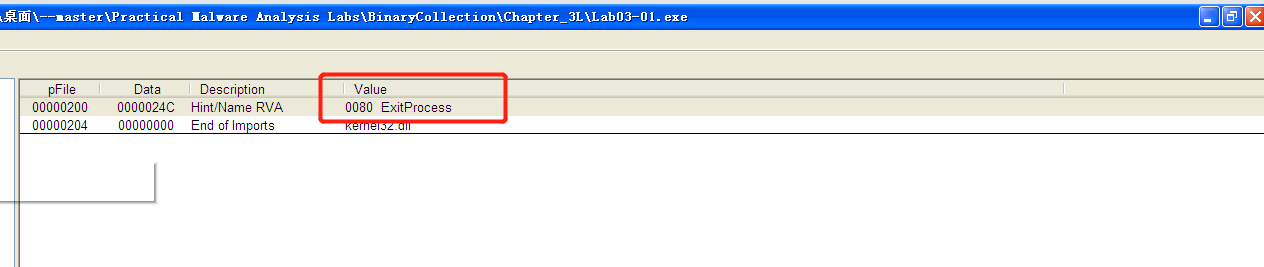 \桌面\--master\Practical Malware Analysis Labs\BinaryCollection\Chapter_3L\Lab03-01.exe
pFile Data Description Value
00000200 0000024C Hint/Name RVA 0080 ExitProcess
00000204 00000000 End of Imports kernel32.dll